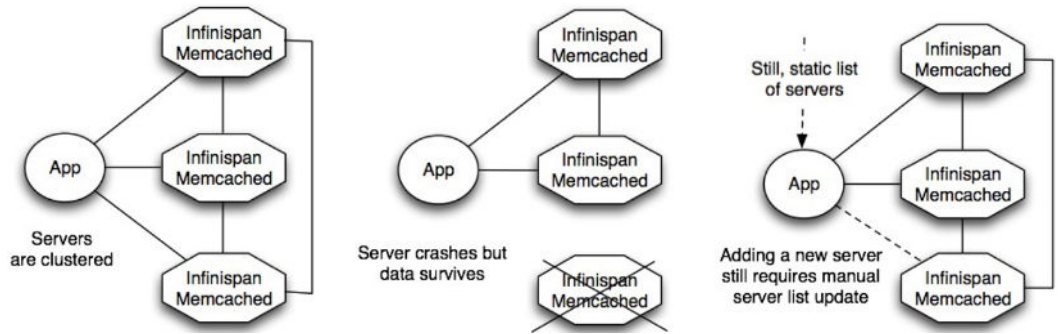 Infinispan
Memcached
App
Infinispan
Memcached
Servers
are clustered
Infinispan
Memcached
Infinispan
Memcached
App
Infinispan
Memcached
Server crashes but
data survives
Infinispan
Memcached
Still, static list
of servers
Infinispan
Memcached
App
Infinispan
Memcached
Adding a new server
still requires manual
server list update
Infinispan
Memcached